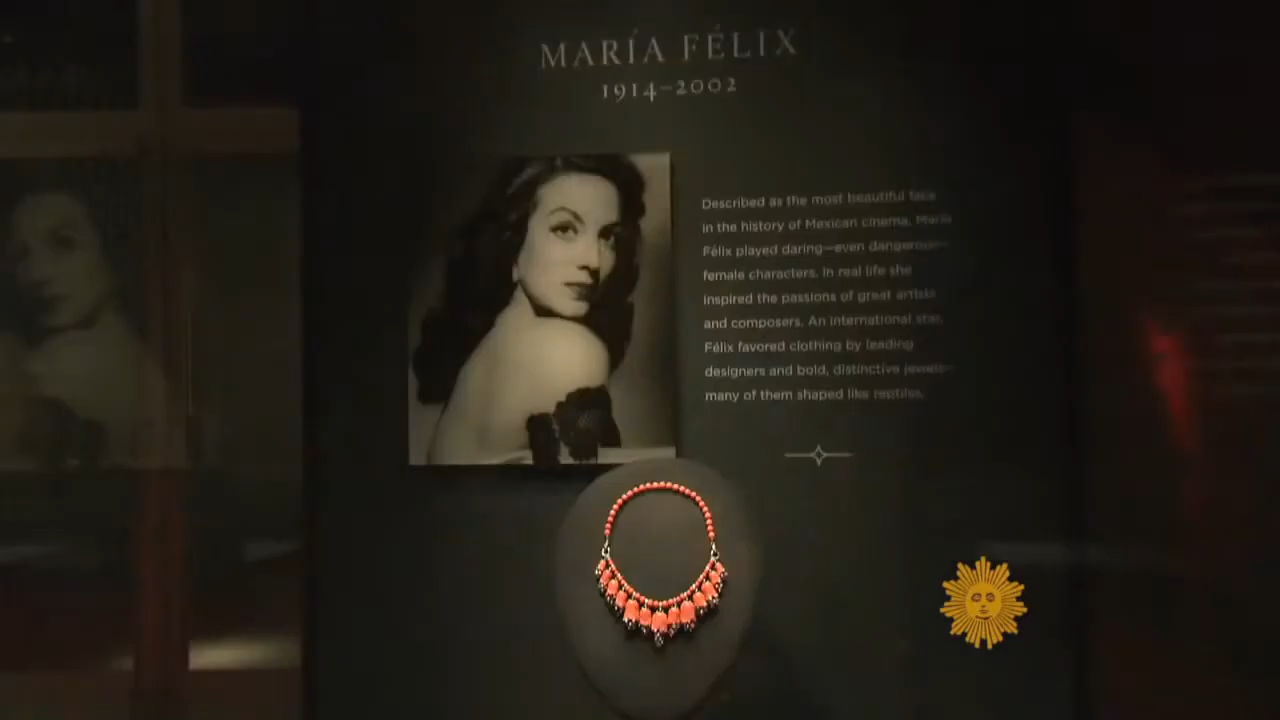 MARÍA FÉLIX
1914–2002
Described as the most beautiful face
in the history of Mexican cinema, María
Félix played daring—even dangerous—
female characters. In real life she
inspired the passions of great artists
and composers. An international star,
Félix favored clothing by leading
designers and bold, distinctive jewels—
many of them shaped like reptiles.